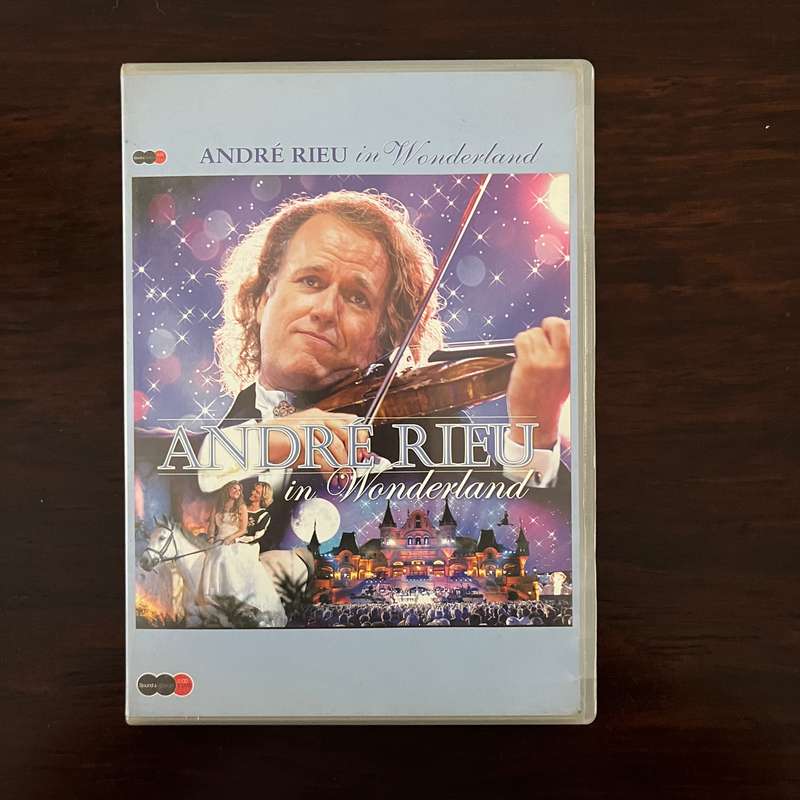 ANDRÉ RIEU in Wonderland
ANDRÉ RIEU
in Wonderland